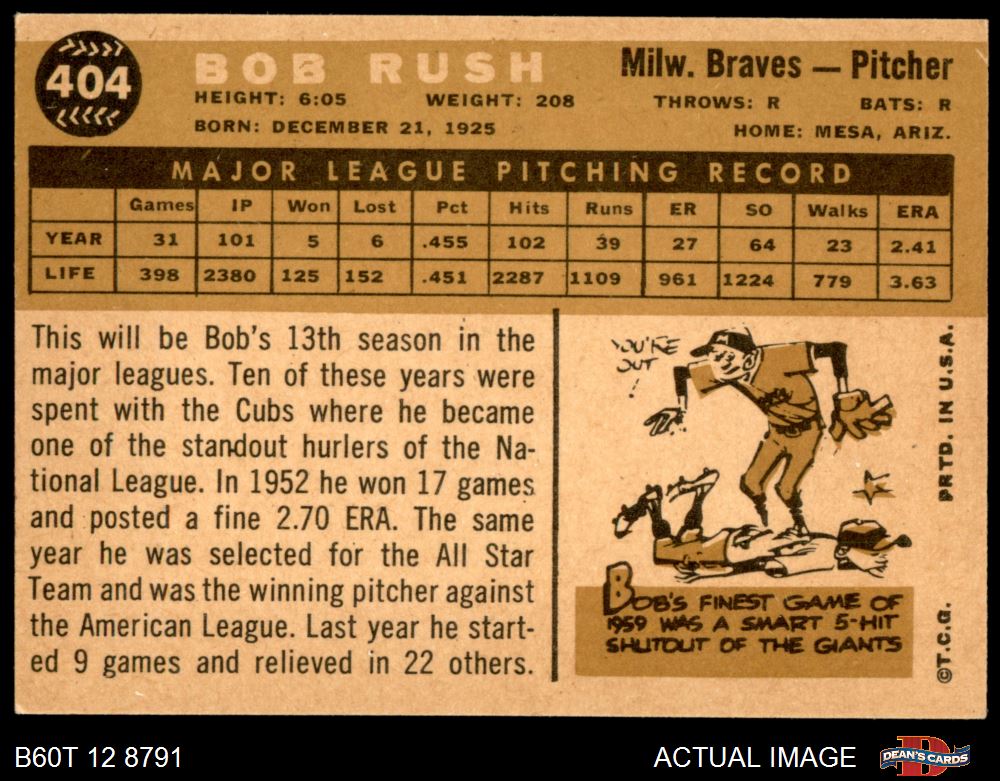 404
BOB RUSH
Milw. Braves — Pitcher
HEIGHT: 6:05 WEIGHT: 208 THROWS: R BATS: R
BORN: DECEMBER 21, 1925 HOME: MESA, ARIZ.
MAJOR LEAGUE PITCHING RECORD
Games IP Won Lost Pct Hits Runs ER SO Walks ERA
YEAR 31 101 5 6 .455 102 39 27 64 23 2.41
LIFE 398 2380 125 152 .451 2287 1109 961 1224 779 3.63
This will be Bob's 13th season in the
major leagues. Ten of these years were
spent with the Cubs where he became
one of the standout hurlers of the Na-
tional League. In 1952 he won 17 games
and posted a fine 2.70 ERA. The same
year he was selected for the All Star
Team and was the winning pitcher against
the American League. Last year he start-
ed 9 games and relieved in 22 others.
YOU'RE
OUT
!
BOB'S FINEST GAME OF
1959 WAS A SMART 5-HIT
SHUTOUT OF THE GIANTS
©T.C.G. PRTD. IN U.S.A.
B60T 12 8791
ACTUAL IMAGE
D
DEAN'S CARDS